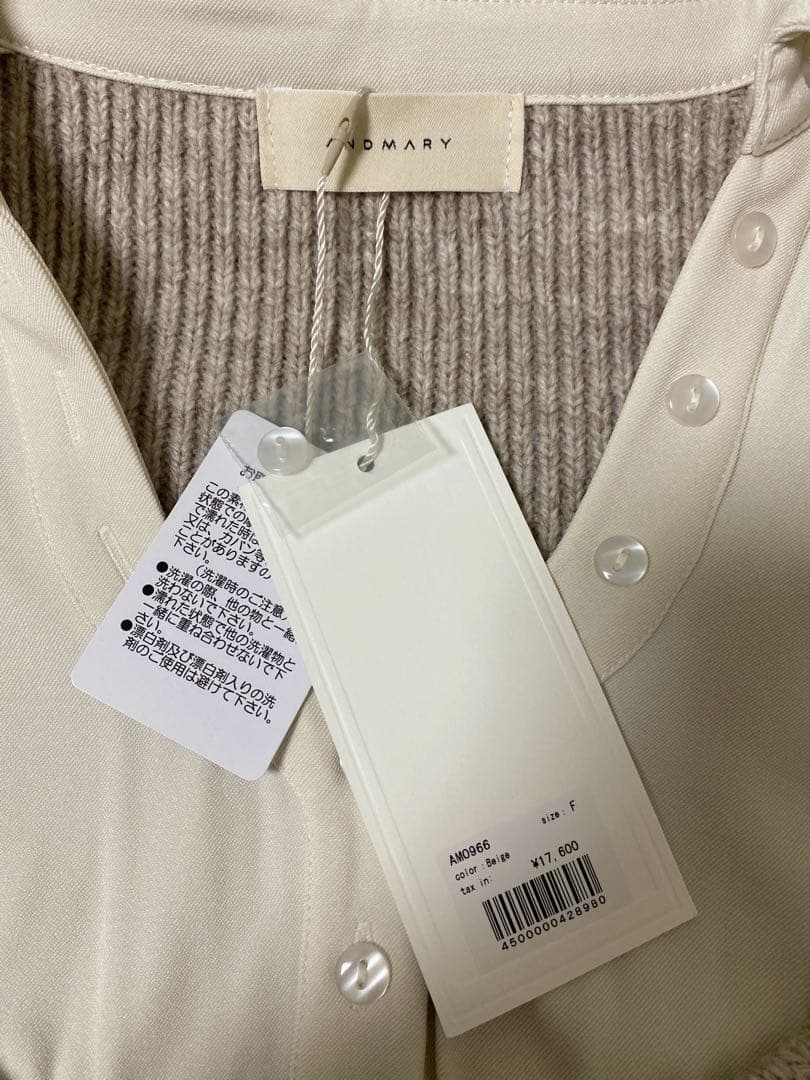 ANDMARY
お取
この素
状態での
で濡れた時は
又は、カバン等
ことがありますの
下さい。
● (洗濯時のご注意
洗濯の際、他の物と一緒
洗わないで下さい。
●濡れた状態で他の洗濯物と
一緒に重ね合わせないで下
さい。
●漂白剤及び漂白剤入りの洗
剤のご使用は避けて下さい。
AM0966
size: F
color:Beige
tax in: ¥17,600
4500000428980